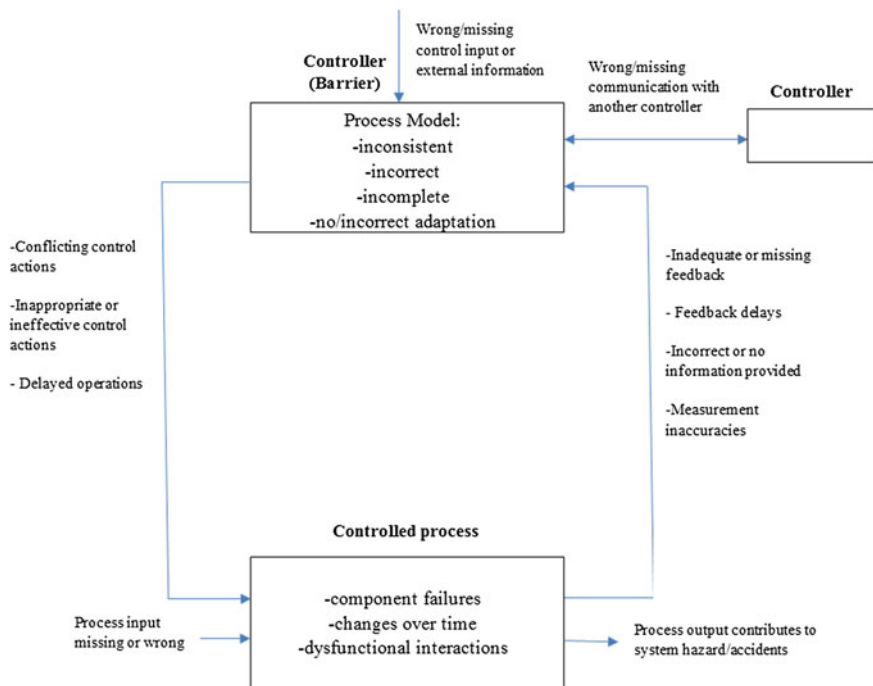 Wrong/missing
control input or
external information
Controller
(Barrier)
Wrong/missing
communication with
another controller
Controller
Process Model:
-inconsistent
-incorrect
-incomplete
-no/incorrect adaptation
-Conflicting control
actions
-Inappropriate or
ineffective control
actions
- Delayed operations
-Inadequate or missing
feedback
- Feedback delays
-Incorrect or no
information provided
-Measurement
inaccuracies
Controlled process
-component failures
-changes over time
-dysfunctional interactions
Process input
missing or wrong
Process output contributes to
system hazard/accidents